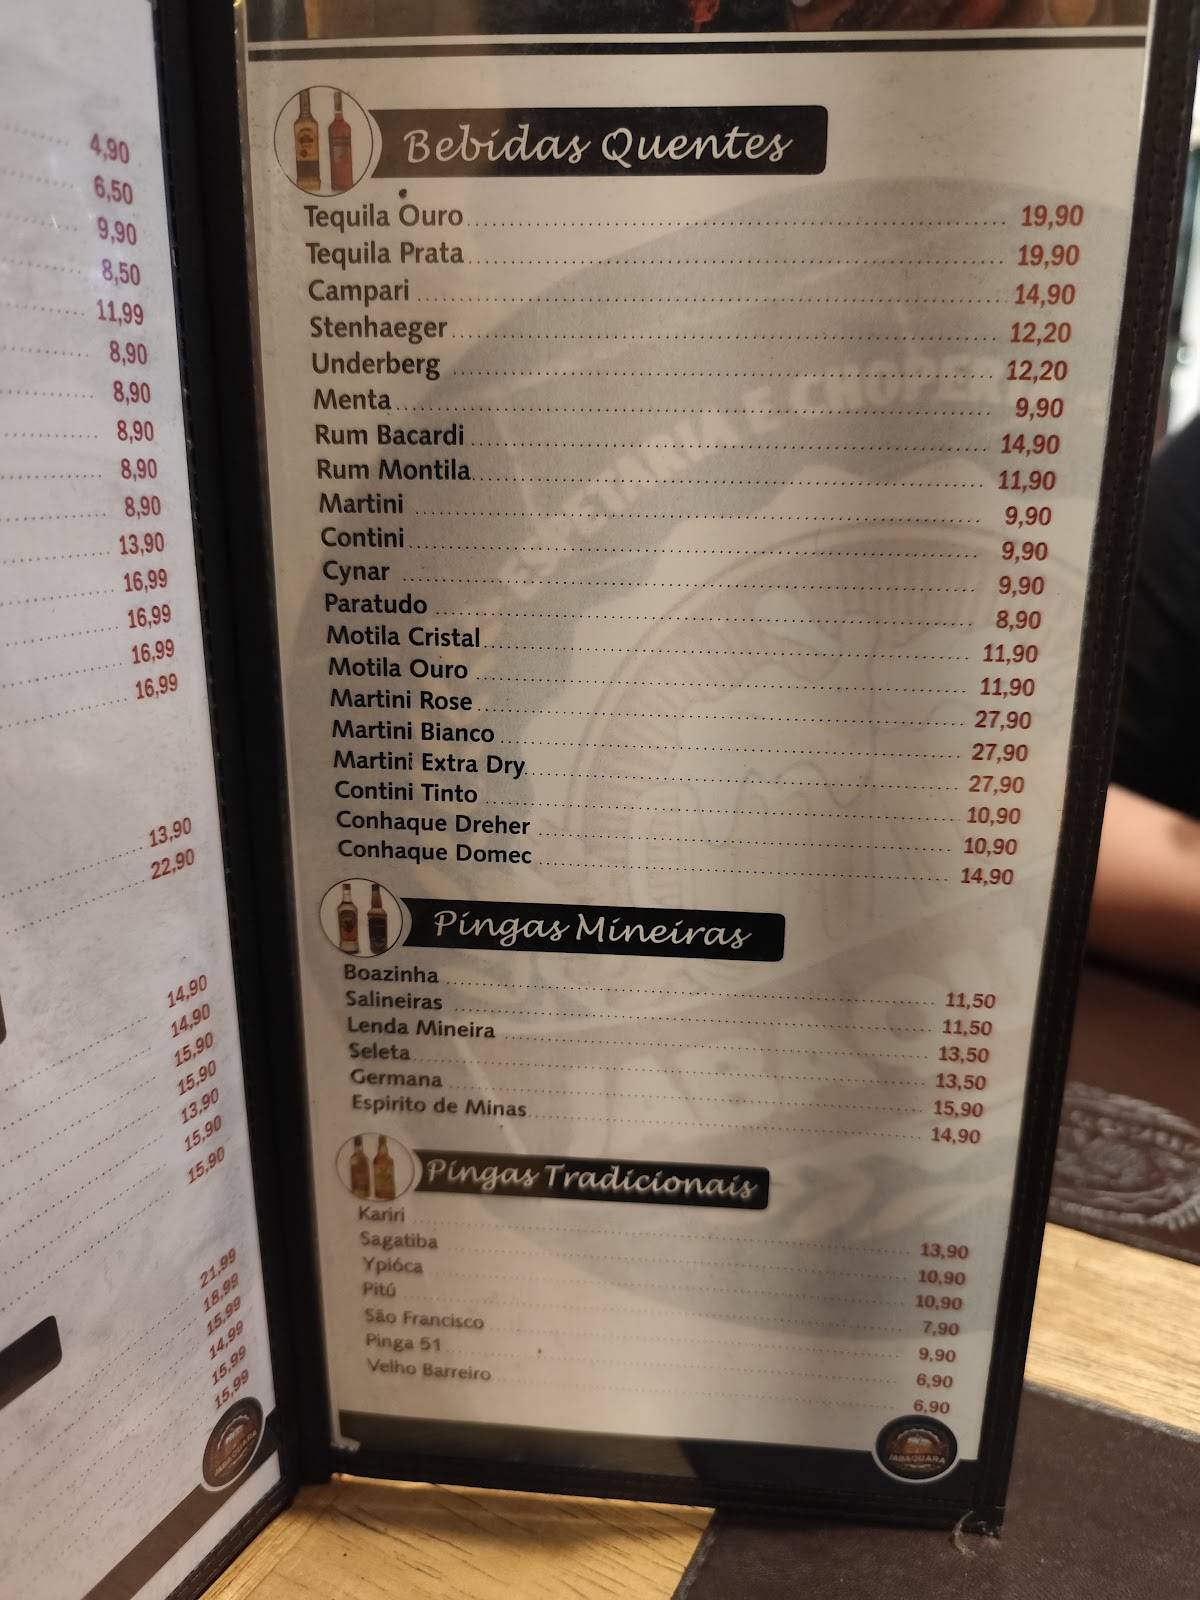 4,90
6,50
9,90
8,50
11,99
8,90
8,90
8,90
8,90
8,90
13,90
16,99
16,99
16,99
16,99
13,90
22,90
14,90
14,90
15,90
15,90
13,90
15,90
15,90
21,99
18,99
15,99
14,99
15,99
15,99
JABAQUARA
Bebidas Quentes
Tequila Ouro 19,90
Tequila Prata 19,90
Campari 14,90
Stenhaeger 12,20
Underberg 12,20
Menta 9,90
Rum Bacardi 14,90
Rum Montila 11,90
Martini 9,90
Contini 9,90
Cynar 9,90
Paratudo 8,90
Motila Cristal 11,90
Motila Ouro 11,90
Martini Rose 27,90
Martini Bianco 27,90
Martini Extra Dry 27,90
Contini Tinto 10,90
Conhaque Dreher 10,90
Conhaque Domec 14,90
Pingas Mineiras
Boazinha 11,50
Salineiras 11,50
Lenda Mineira 13,50
Seleta 13,50
Germana 15,90
Espirito de Minas 14,90
Pingas Tradicionais
Kariri 13,90
Sagatiba 10,90
Ypióca 10,90
Pitú 7,90
São Francisco 9,90
Pinga 51 6,90
Velho Barreiro 6,90
JABAQUARA